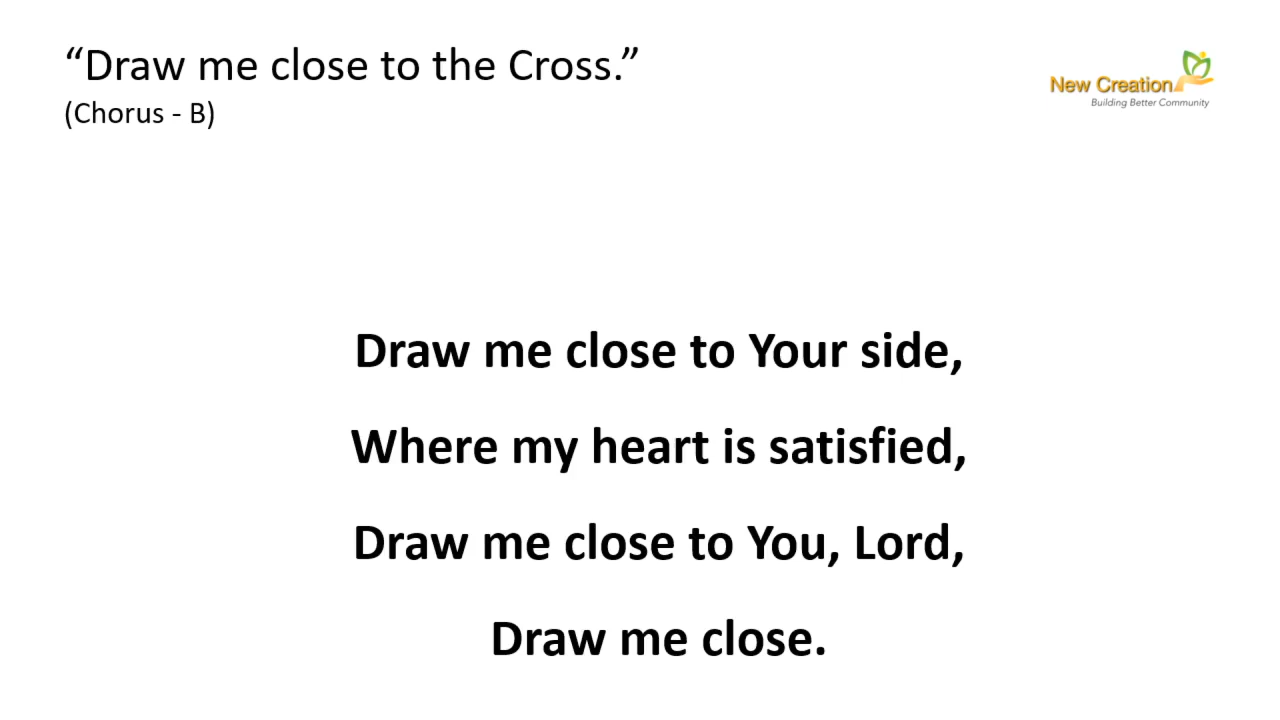 “Draw me close to the Cross.”
(Chorus - B)
New Creation
Building Better Community
Draw me close to Your side,
Where my heart is satisfied,
Draw me close to You, Lord,
Draw me close.